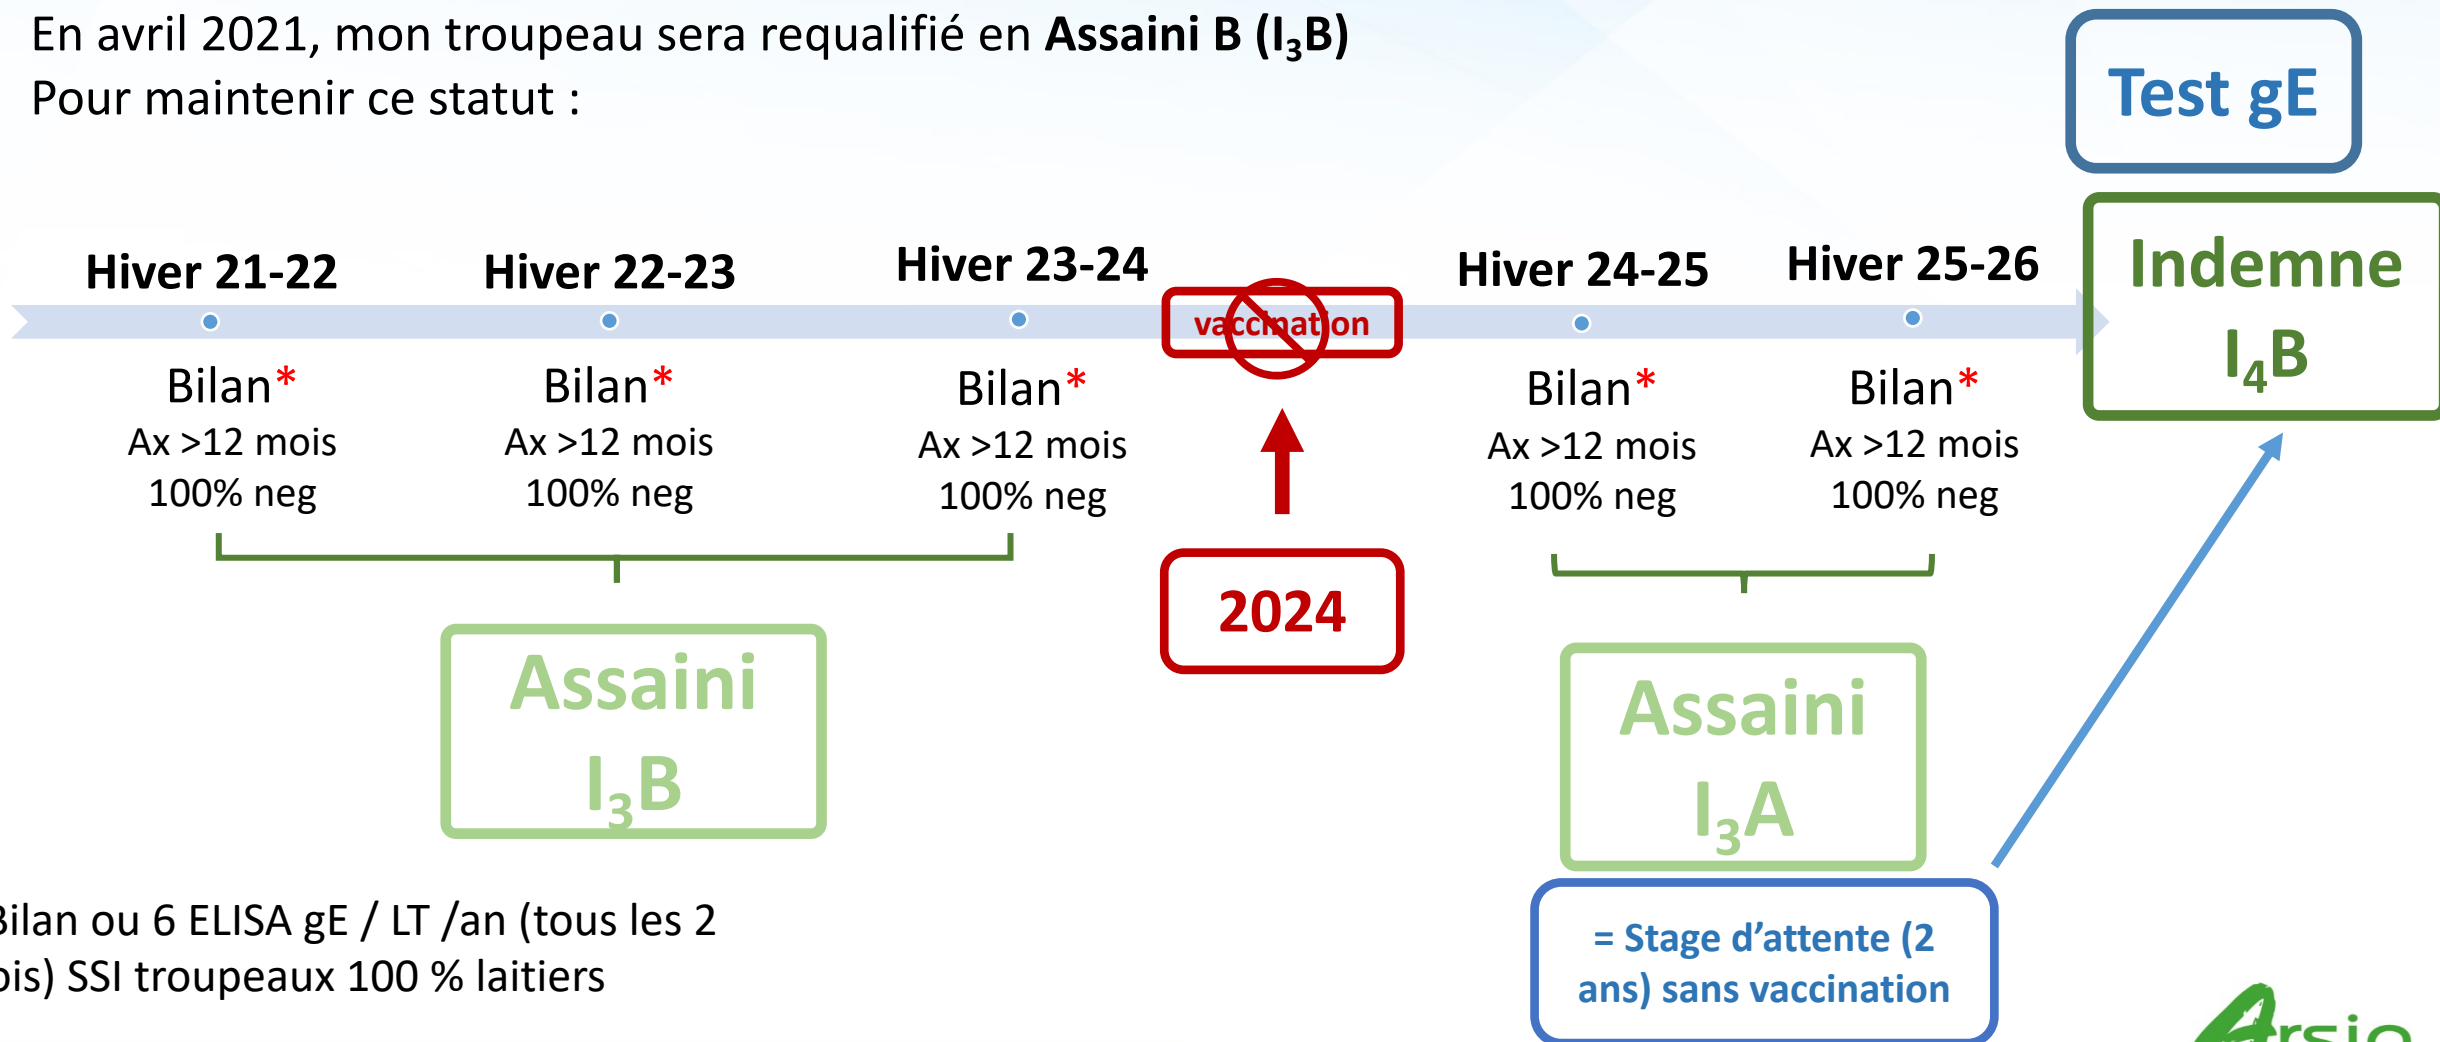 En avril 2021, mon troupeau sera requalifié en Assaini B (I₃B)
Pour maintenir ce statut :
Test gE
Hiver 21-22
Hiver 22-23
Hiver 23-24
vaccination
Hiver 24-25
Hiver 25-26
Indemne
I₄B
Bilan*
Ax >12 mois
100% neg
Bilan*
Ax >12 mois
100% neg
Bilan*
Ax >12 mois
100% neg
Bilan*
Ax >12 mois
100% neg
Bilan*
Ax >12 mois
100% neg
2024
Assaini
I₃B
Assaini
I₃A
= Stage d’attente (2
ans) sans vaccination
Bilan ou 6 ELISA gE / LT /an (tous les 2
ois) SSI troupeaux 100 % laitiers
Arsia